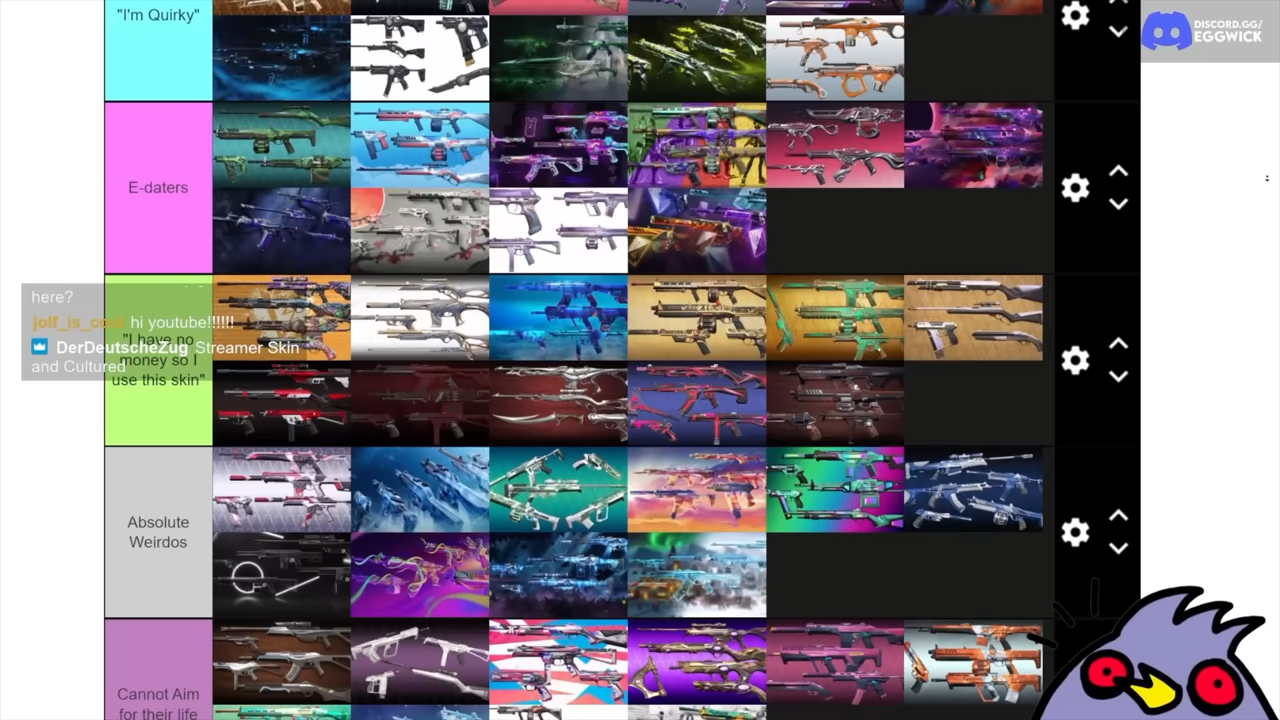 "I'm Quirky"
DISCORD.GG/
EGGWICK
E-daters
here?
hi youtube!!!!!!
"I have no
DerDeutscheZug Streamer Skin
money so I
and Cultured
use this skin"
Absolute
Weirdos
Cannot Aim
for their life